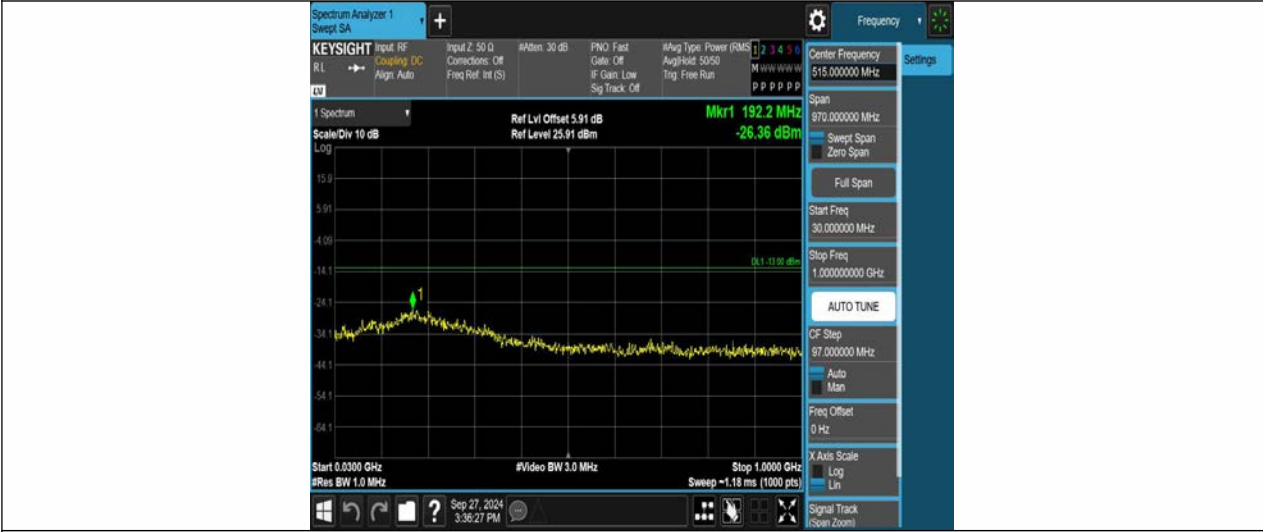 Spectrum Analyzer 1
Swept SA
Frequency
KEYSIGHT
RL
LV
Input: RF
Coupling: DC
Align: Auto
Input Z: 50 Ω
Corrections: Off
Freq Ref: Int (S)
#Atten: 30 dB
PNO: Fast
Gate: Off
IF Gain: Low
Sig Track: Off
#Avg Type: Power (RMS
Avg|Hold: 50/50
Trig: Free Run
1 2 3 4 5 6
M W W W W W
P P P P P P
1 Spectrum
Scale/Div 10 dB
Log
Ref Lvl Offset 5.91 dB
Ref Level 25.91 dBm
Mkr1 192.2 MHz
-26.36 dBm
15.9
5.91
-4.09
DL1 -13.00 dBm
-14.1
1
-24.1
-34.1
-44.1
-54.1
-64.1
Start 0.0300 GHz
#Res BW 1.0 MHz
#Video BW 3.0 MHz
Stop 1.0000 GHz
Sweep ~1.18 ms (1000 pts)
Sep 27, 2024
3:36:27 PM
Center Frequency
515.000000 MHz
Settings
Span
970.000000 MHz
Swept Span
Zero Span
Full Span
Start Freq
30.000000 MHz
Stop Freq
1.000000000 GHz
AUTO TUNE
CF Step
97.000000 MHz
Auto
Man
Freq Offset
0 Hz
X Axis Scale
Log
Lin
Signal Track
(Span Zoom)